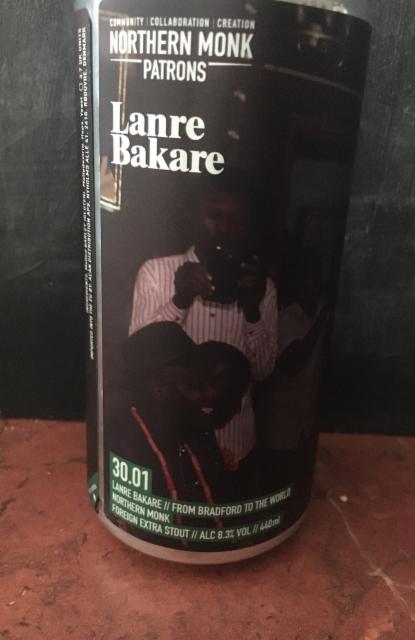 COMMUNITY | COLLABORATION | CREATION
NORTHERN MONK
PATRONS
Lanre
Bakare
30.01
LANRE BAKARE // FROM BRADFORD TO THE WORLD
NORTHERN MONK
FOREIGN EXTRA STOUT // ALC 8.3% VOL // 440ml